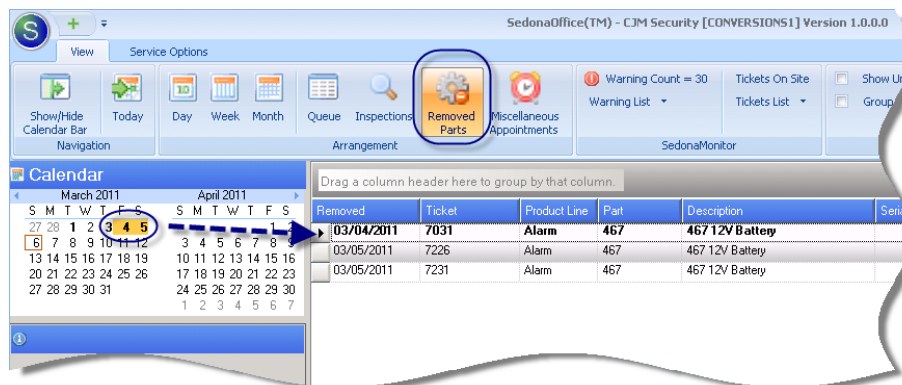 SedonaOffice(TM) - CJM Security [CONVERSIONS1] Version 1.0.0.0
S
View Service Options
Show/Hide Calendar Bar
Today
Navigation
10
Day Week Month
Queue Inspections Removed Parts Miscellaneous Appointments
Arrangement
Warning Count = 30 Tickets On Site
Warning List Tickets List
SedonaMonitor
Show
Group
Calendar
March 2011 April 2011
S M T W T F S S M T W T F S
27 28 1 2 3 4 5 1 2
6 7 8 9 10 11 12 3 4 5 6 7 8 9
13 14 15 16 17 18 19 10 11 12 13 14 15 16
20 21 22 23 24 25 26 17 18 19 20 21 22 23
27 28 29 30 31 24 25 26 27 28 29 30
1 2 3 4 5 6 7
Drag a column header here to group by that column.
Removed Ticket Product Line Part Description
03/04/2011 7031 Alarm 467 467 12V Battery
03/05/2011 7226 Alarm 467 467 12V Battery
03/05/2011 7231 Alarm 467 467 12V Battery